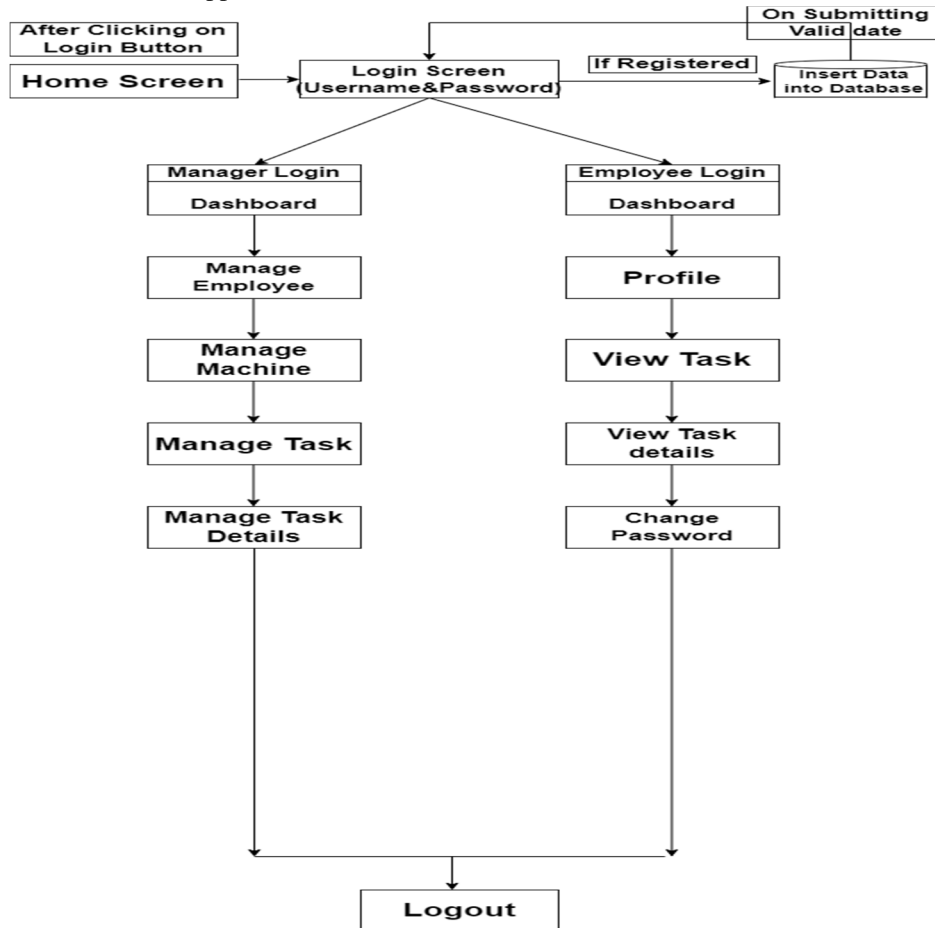 After Clicking on
Login Button
On Submitting
Valid date
Home Screen
Login Screen
(Username&Password)
If Registered
Insert Data
into Database
Manager Login
Dashboard
Employee Login
Dashboard
Manage
Employee
Profile
Manage
Machine
View Task
Manage Task
View Task
details
Manage Task
Details
Change
Password
Logout